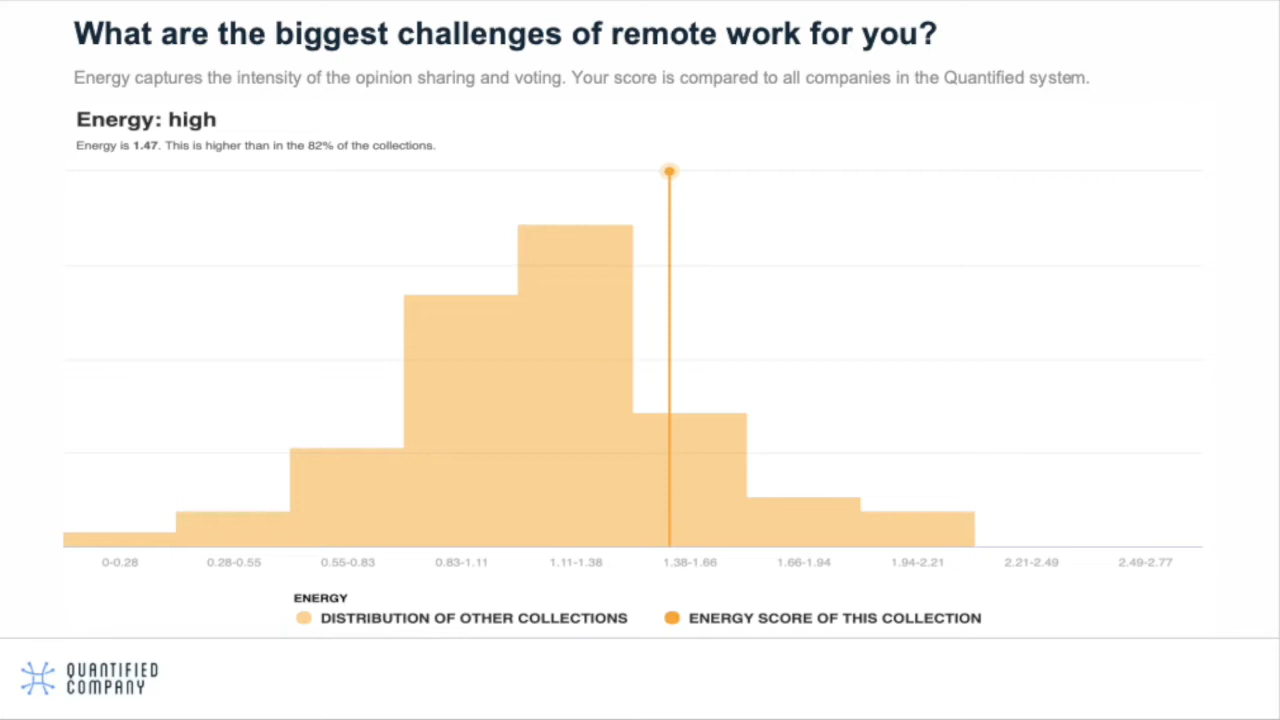 What are the biggest challenges of remote work for you?
Energy captures the intensity of the opinion sharing and voting. Your score is compared to all companies in the Quantified system.
Energy: high
Energy is 1.47. This is higher than in the 82% of the collections.
0-0.28 0.28-0.55 0.55-0.83 0.83-1.11 1.11-1.38 1.38-1.66 1.66-1.94 1.94-2.21 2.21-2.49 2.49-2.77
ENERGY
DISTRIBUTION OF OTHER COLLECTIONS ENERGY SCORE OF THIS COLLECTION
QUANTIFIED
COMPANY